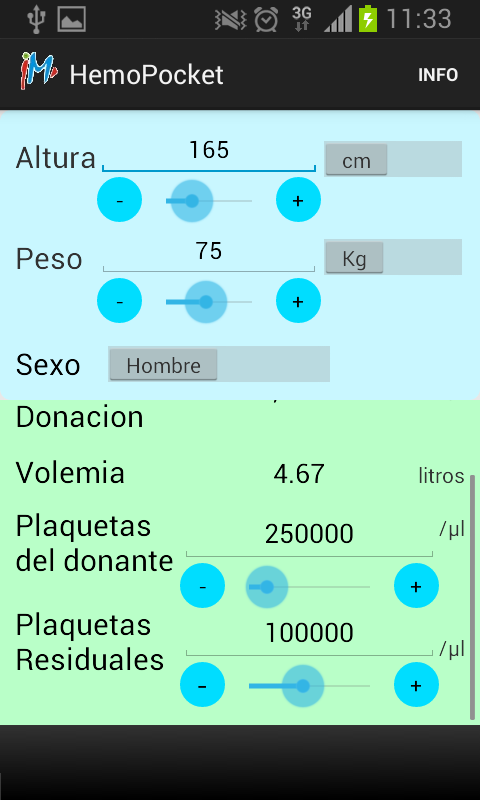 3G 11:33
HemoPocket INFO
Altura 165 cm
- +
Peso 75 Kg
- +
Sexo Hombre
Donacion
Volemia 4.67 litros
Plaquetas
del donante 250000 /µl
- +
Plaquetas
Residuales 100000 /µl
- +